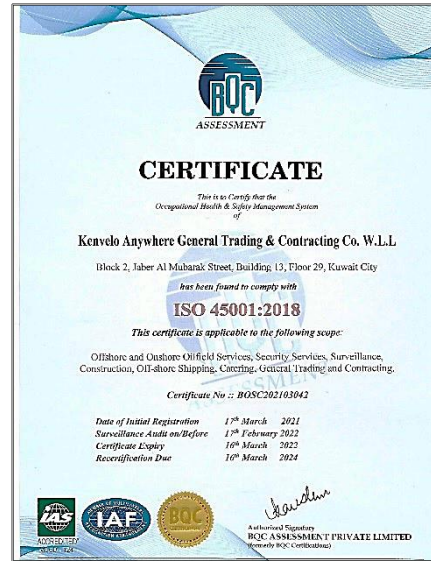 BQC
ASSESSMENT
CERTIFICATE
This is to Certify that the
Occupational Health & Safety Management System
of
Kenvelo Anywhere General Trading & Contracting Co. W.L.L
Block 2, Jaber Al Mubarak Street, Building 13, Floor 29, Kuwait City
has been found to comply with
ISO 45001:2018
This certificate is applicable to the following scope:
Offshore and Onshore Oilfield Services, Security Services, Surveillance,
Construction, Off-shore Shipping, Catering, General Trading and Contracting.
Certificate No :: BOSC202103042
Date of Initial Registration 17th March 2021
Surveillance Audit on/Before 17th February 2022
Certificate Expiry 16th March 2022
Recertification Due 16th March 2024
IAS
ACCREDITED
IAF
BQC
Authorized Signatory
BQC ASSESSMENT PRIVATE LIMITED
(formerly BQC Certifications)